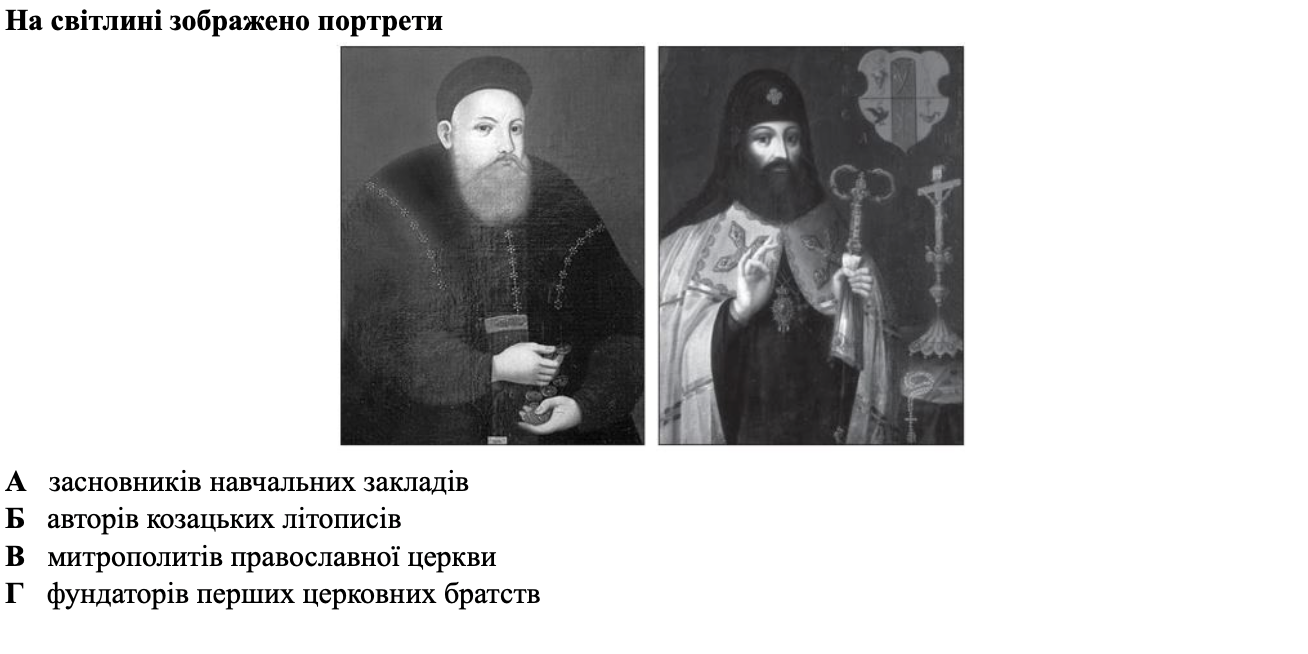 На світлині зображено портрети
А засновників навчальних закладів
Б авторів козацьких літописів
В митрополитів православної церкви
Г фундаторів перших церковних братств